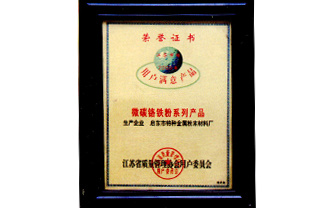 荣誉证书
用户满意产品
微碳铬铁粉系列产品
生产企业 启东市特种金属粉末材料厂
江苏省质量管理协会用户委员会